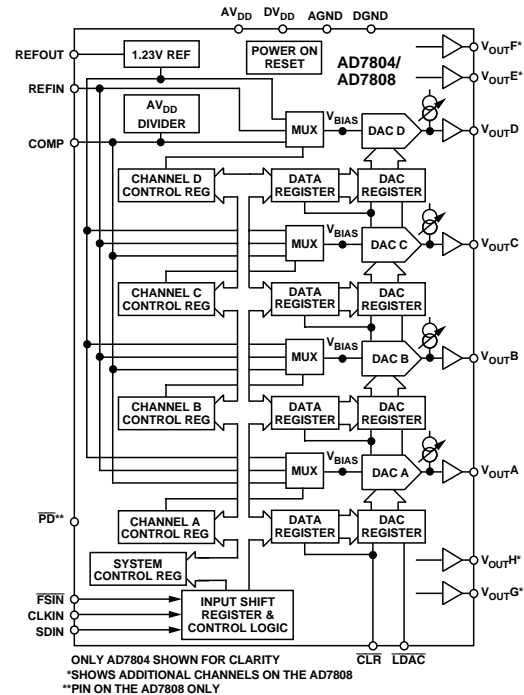 AVDD DVDD AGND DGND
REFOUT
1.23V REF
POWER ON
RESET
AD7804/
AD7808
VOUTF*
REFIN
VOUTE*
AVDD
DIVIDER
COMP
MUX
VBIAS
DAC D
VOUTD
CHANNEL D
CONTROL REG
DATA
REGISTER
DAC
REGISTER
MUX
VBIAS
DAC C
VOUTC
CHANNEL C
CONTROL REG
DATA
REGISTER
DAC
REGISTER
MUX
VBIAS
DAC B
VOUTB
CHANNEL B
CONTROL REG
DATA
REGISTER
DAC
REGISTER
MUX
VBIAS
DAC A
VOUTA
PD**
CHANNEL A
CONTROL REG
DATA
REGISTER
DAC
REGISTER
SYSTEM
CONTROL REG
VOUTH*
FSIN
CLKIN
SDIN
INPUT SHIFT
REGISTER &
CONTROL LOGIC
VOUTG*
CLR LDAC
ONLY AD7804 SHOWN FOR CLARITY
*SHOWS ADDITIONAL CHANNELS ON THE AD7808
**PIN ON THE AD7808 ONLY